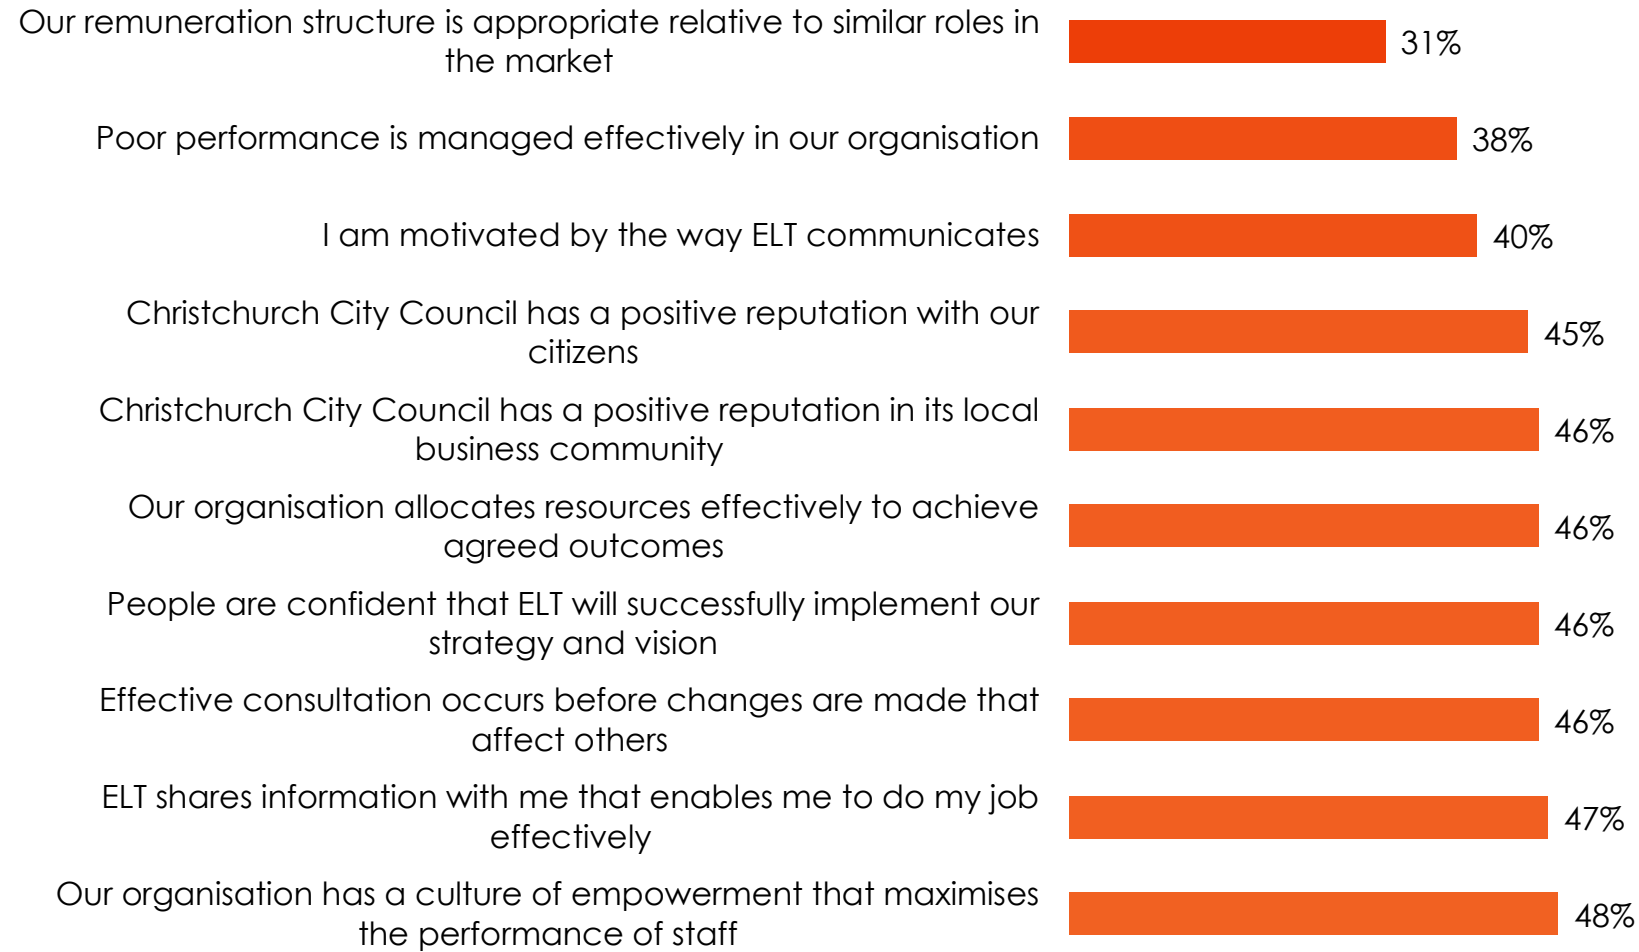 Our remuneration structure is appropriate relative to similar roles in
the market
31%
Poor performance is managed effectively in our organisation
38%
I am motivated by the way ELT communicates
40%
Christchurch City Council has a positive reputation with our
citizens
45%
Christchurch City Council has a positive reputation in its local
business community
46%
Our organisation allocates resources effectively to achieve
agreed outcomes
46%
People are confident that ELT will successfully implement our
strategy and vision
46%
Effective consultation occurs before changes are made that
affect others
46%
ELT shares information with me that enables me to do my job
effectively
47%
Our organisation has a culture of empowerment that maximises
the performance of staff
48%